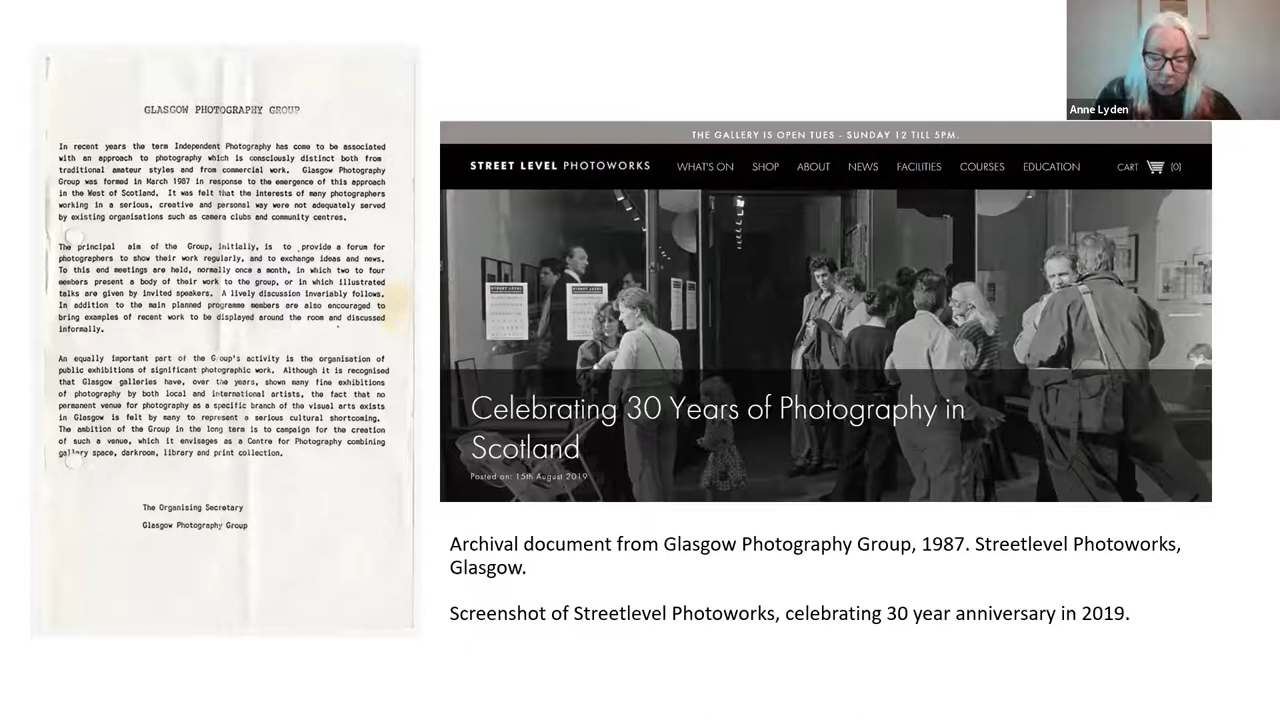 GLASGOW PHOTOGRAPHY GROUP
In recent years the term Independent Photography has come to be associated
with an approach to photography which is consciously distinct both from
traditional amateur styles and from commercial work. Glasgow Photography
Group was formed in March 1987 in response to the emergence of this approach
in the West of Scotland. It was felt that the interests of many photographers
working in a serious, creative and personal way were not adequately served
by existing organisations such as camera clubs and community centres.
The principal aim of the Group, initially, is to provide a forum for
photographers to show their work regularly, and to exchange ideas and news.
To this end meetings are held, normally once a month, in which two to four
members present a body of their work to the group, or in which illustrated
talks are given by invited speakers. A lively discussion invariably follows.
In addition to the main planned programme members are also encouraged to
bring examples of recent work to be displayed around the room and discussed
informally.
An equally important part of the Group's activity is the organisation of
public exhibitions of significant photographic work. Although it is recognised
that Glasgow galleries have, over the years, shown many fine exhibitions
of photography by both local and international artists, the fact that no
permanent venue for photography as a specific branch of the visual arts exists
in Glasgow is felt by many to represent a serious cultural shortcoming.
The ambition of the Group in the long term is to campaign for the creation
of such a venue, which it envisages as a Centre for Photography combining
gallery space, darkroom, library and print collection.
The Organising Secretary
Glasgow Photography Group
Anne Lyden
THE GALLERY IS OPEN TUES - SUNDAY 12 TILL 5PM.
STREET LEVEL PHOTOWORKS WHAT'S ON SHOP ABOUT NEWS FACILITIES COURSES EDUCATION CART (0)
STREET LEVEL
STREET LEVEL
Celebrating 30 Years of Photography in
Scotland
Posted on: 15th August 2019
Archival document from Glasgow Photography Group, 1987. Streetlevel Photoworks,
Glasgow.
Screenshot of Streetlevel Photoworks, celebrating 30 year anniversary in 2019.